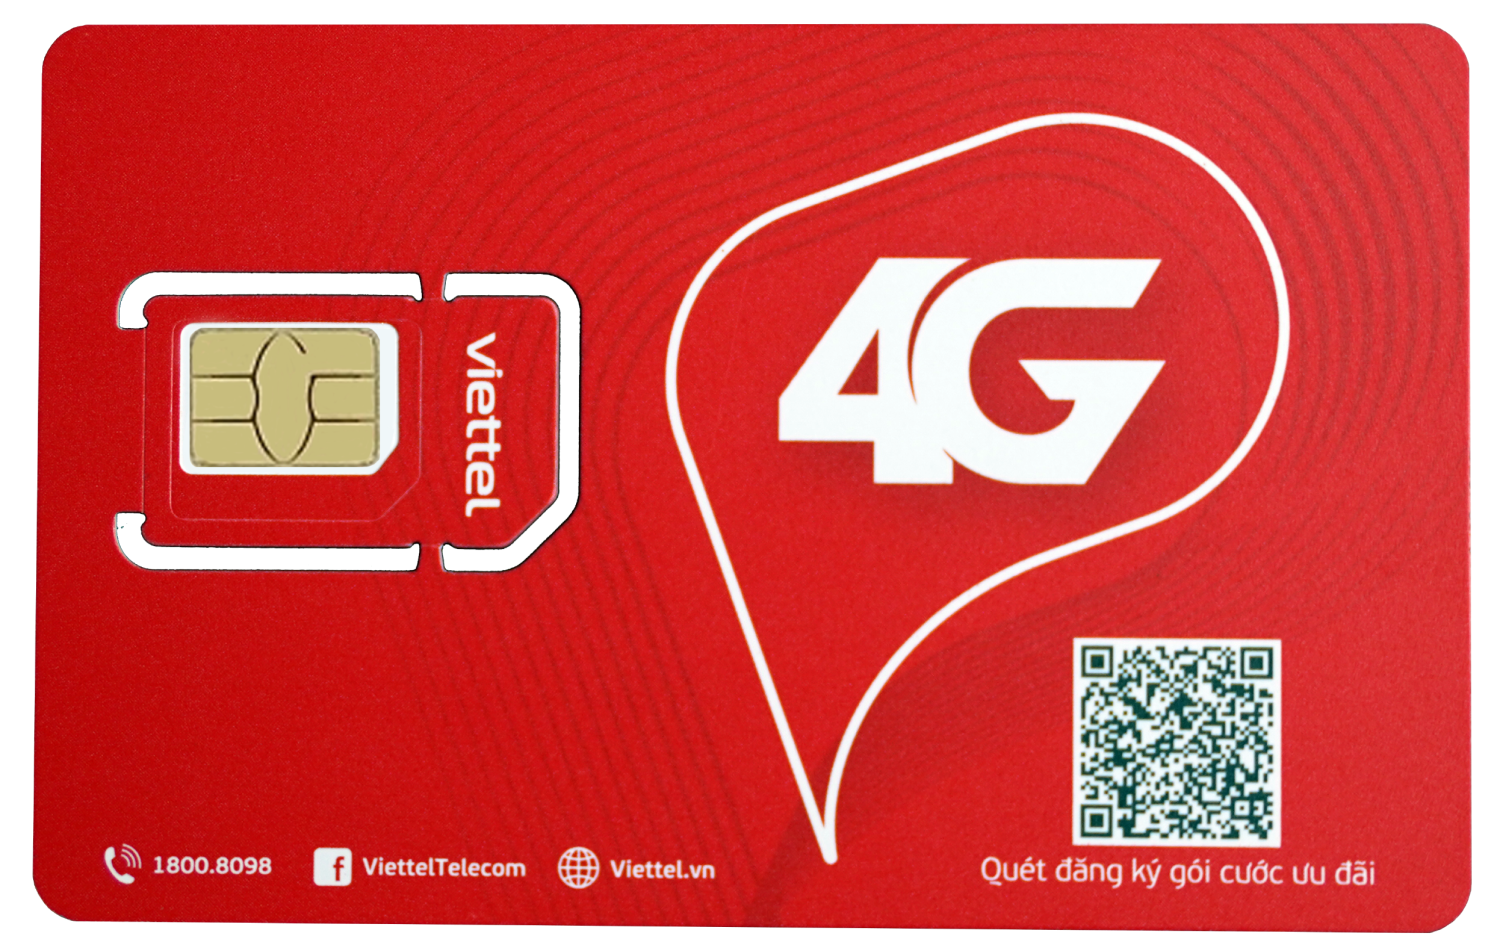 viettel
4G
1800.8098
ViettelTelecom
Viettel.vn
Quét đăng ký gói cước ưu đãi